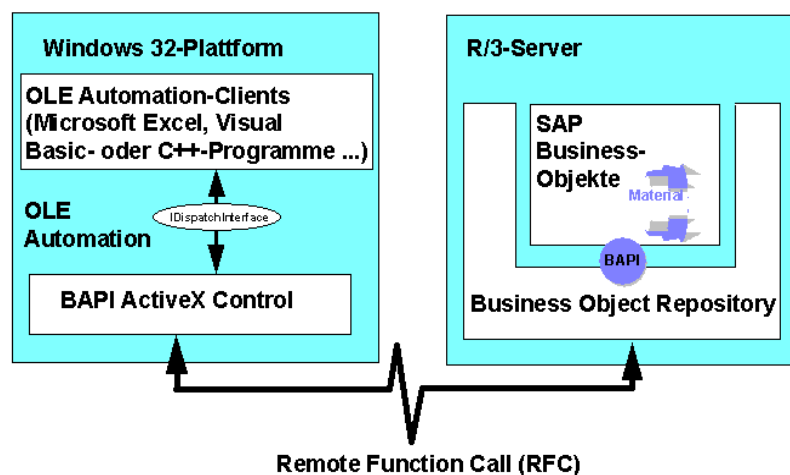 Windows 32-Plattform
OLE Automation-Clients
(Microsoft Excel, Visual
Basic- oder C++-Programme ...)
IDispatchInterface
OLE
Automation
BAPI ActiveX Control
R/3-Server
SAP
Business-
Objekte
Material
BAPI
Business Object Repository
Remote Function Call (RFC)